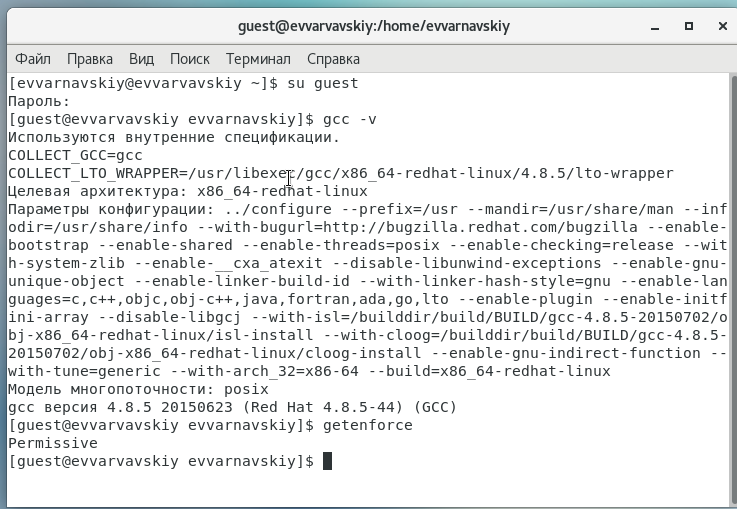 guest@evvarvavskiy:/home/evvarnavskiy
Файл Правка Вид Поиск Терминал Справка
[evvarnavskiy@evvarvavskiy ~]$ su guest
Пароль:
[guest@evvarvavskiy evvarnavskiy]$ gcc -v
Используются внутренние спецификации.
COLLECT_GCC=gcc
COLLECT_LTO_WRAPPER=/usr/libexec/gcc/x86_64-redhat-linux/4.8.5/lto-wrapper
Целевая архитектура: x86_64-redhat-linux
Параметры конфигурации: ../configure --prefix=/usr --mandir=/usr/share/man --inf
odir=/usr/share/info --with-bugurl=http://bugzilla.redhat.com/bugzilla --enable-
bootstrap --enable-shared --enable-threads=posix --enable-checking=release --wit
h-system-zlib --enable-__cxa_atexit --disable-libunwind-exceptions --enable-gnu-
unique-object --enable-linker-build-id --with-linker-hash-style=gnu --enable-lan
guages=c,c++,objc,obj-c++,java,fortran,ada,go,lto --enable-plugin --enable-initf
ini-array --disable-libgcj --with-isl=/builddir/build/BUILD/gcc-4.8.5-20150702/o
bj-x86_64-redhat-linux/isl-install --with-cloog=/builddir/build/BUILD/gcc-4.8.5-
20150702/obj-x86_64-redhat-linux/cloog-install --enable-gnu-indirect-function --
with-tune=generic --with-arch_32=x86-64 --build=x86_64-redhat-linux
Модель многопоточности: posix
gcc версия 4.8.5 20150623 (Red Hat 4.8.5-44) (GCC)
[guest@evvarvavskiy evvarnavskiy]$ getenforce
Permissive
[guest@evvarvavskiy evvarnavskiy]$